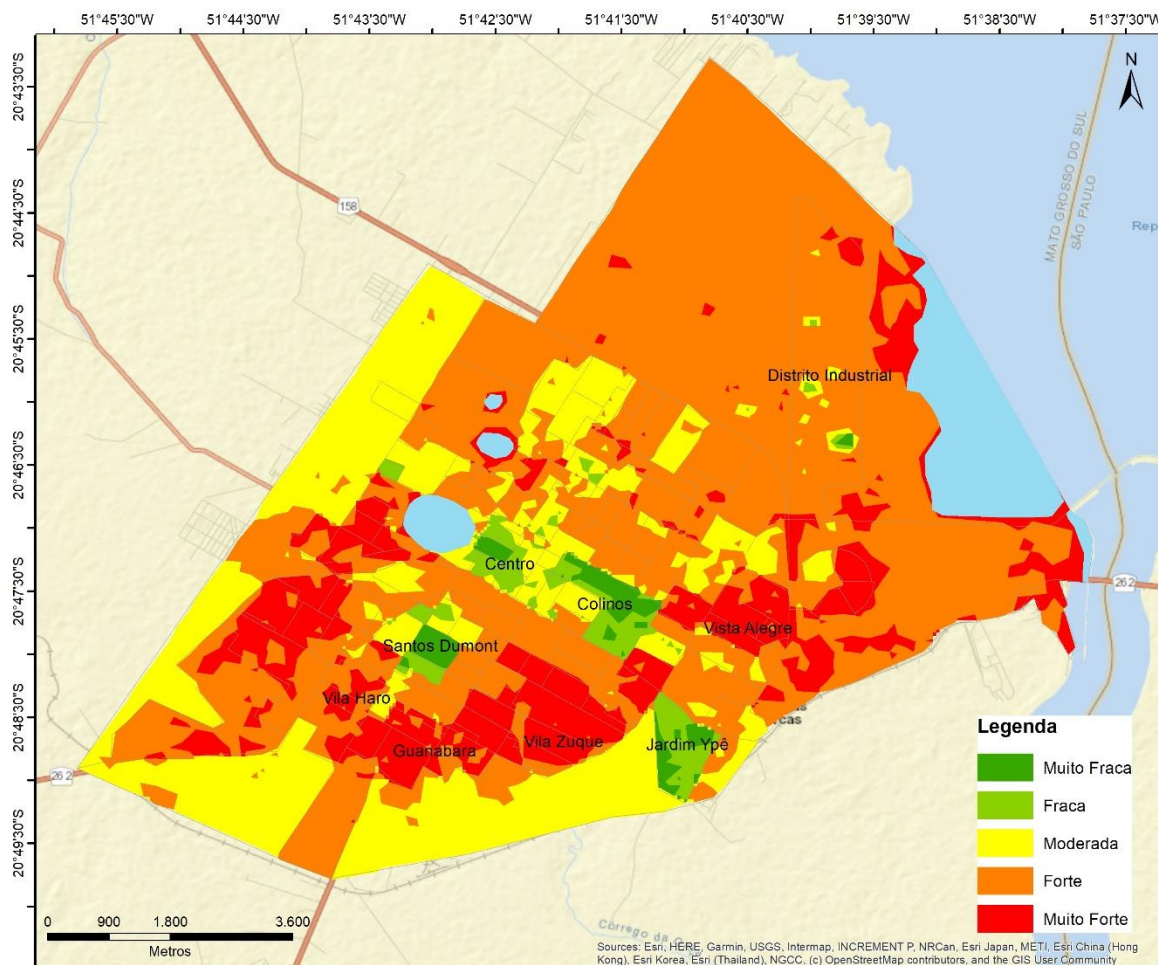 51°45'30"W 51°44'30"W 51°43'30"W 51°42'30"W 51°41'30"W 51°40'30"W 51°39'30"W 51°38'30"W 51°37'30"W
20°43'30"S
20°44'30"S
20°45'30"S
20°46'30"S
20°47'30"S
20°48'30"S
20°49'30"S
N
MATO GROSSO DO SUL
SÃO PAULO
158
Rep
Distrito Industrial
Centro
Colinos
262
Vista Alegre
Santos Dumont
Vila Haro
Guanabara
Vila Zuque
Jardim Ypê
262
Legenda
Muito Fraca
Fraca
Moderada
Forte
Muito Forte
0 900 1.800 3.600
Metros
Córrego da
Sources: Esri, HERE, Garmin, USGS, Intermap, INCREMENT P, NRCan, Esri Japan, METI, Esri China (Hong
Kong), Esri Korea, Esri (Thailand), NGCC, (c) OpenStreetMap contributors, and the GIS User Community